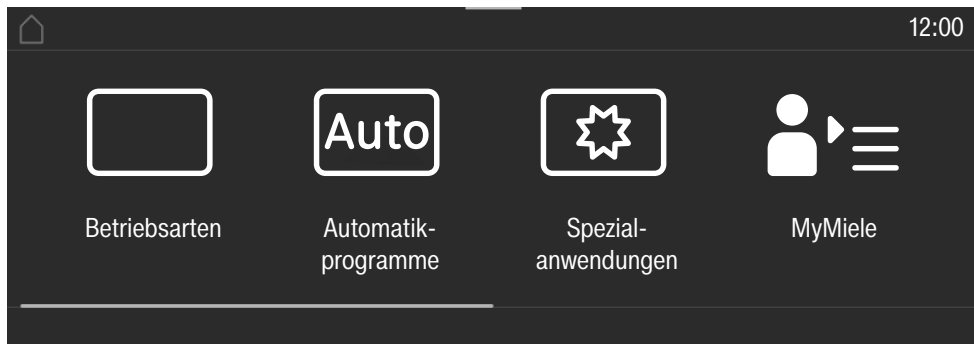 12:00
Auto
Betriebsarten
Automatik-
programme
Spezial-
anwendungen
MyMiele